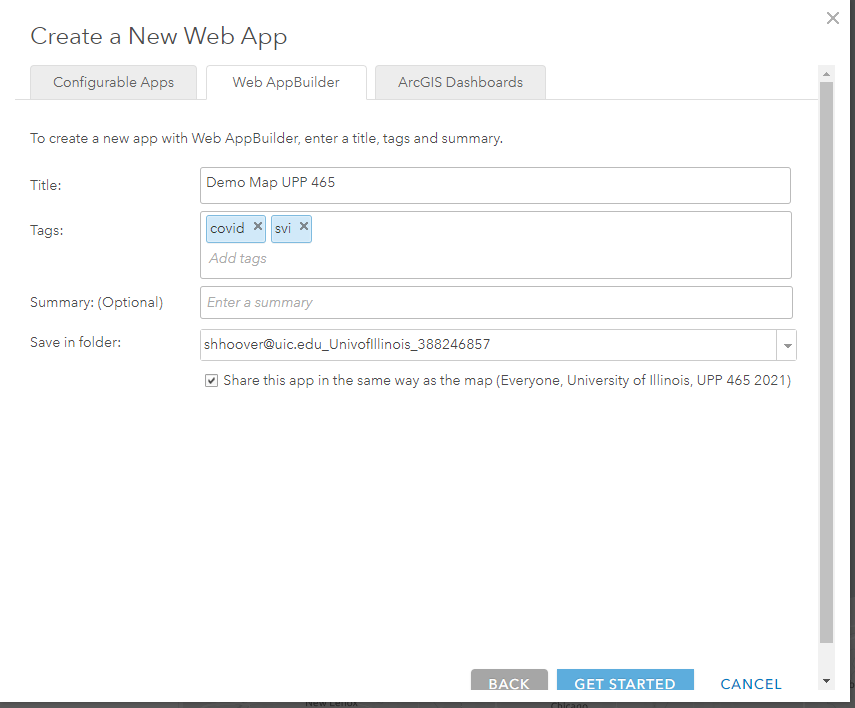 Create a New Web App
Configurable Apps Web AppBuilder ArcGIS Dashboards
To create a new app with Web AppBuilder, enter a title, tags and summary.
Title: Demo Map UPP 465
Tags: covid svi
Add tags
Summary: (Optional) Enter a summary
Save in folder: shhoover@uic.edu_UnivofIllinois_388246857
Share this app in the same way as the map (Everyone, University of Illinois, UPP 465 2021)
BACK GET STARTED CANCEL
New Lenox Chicago